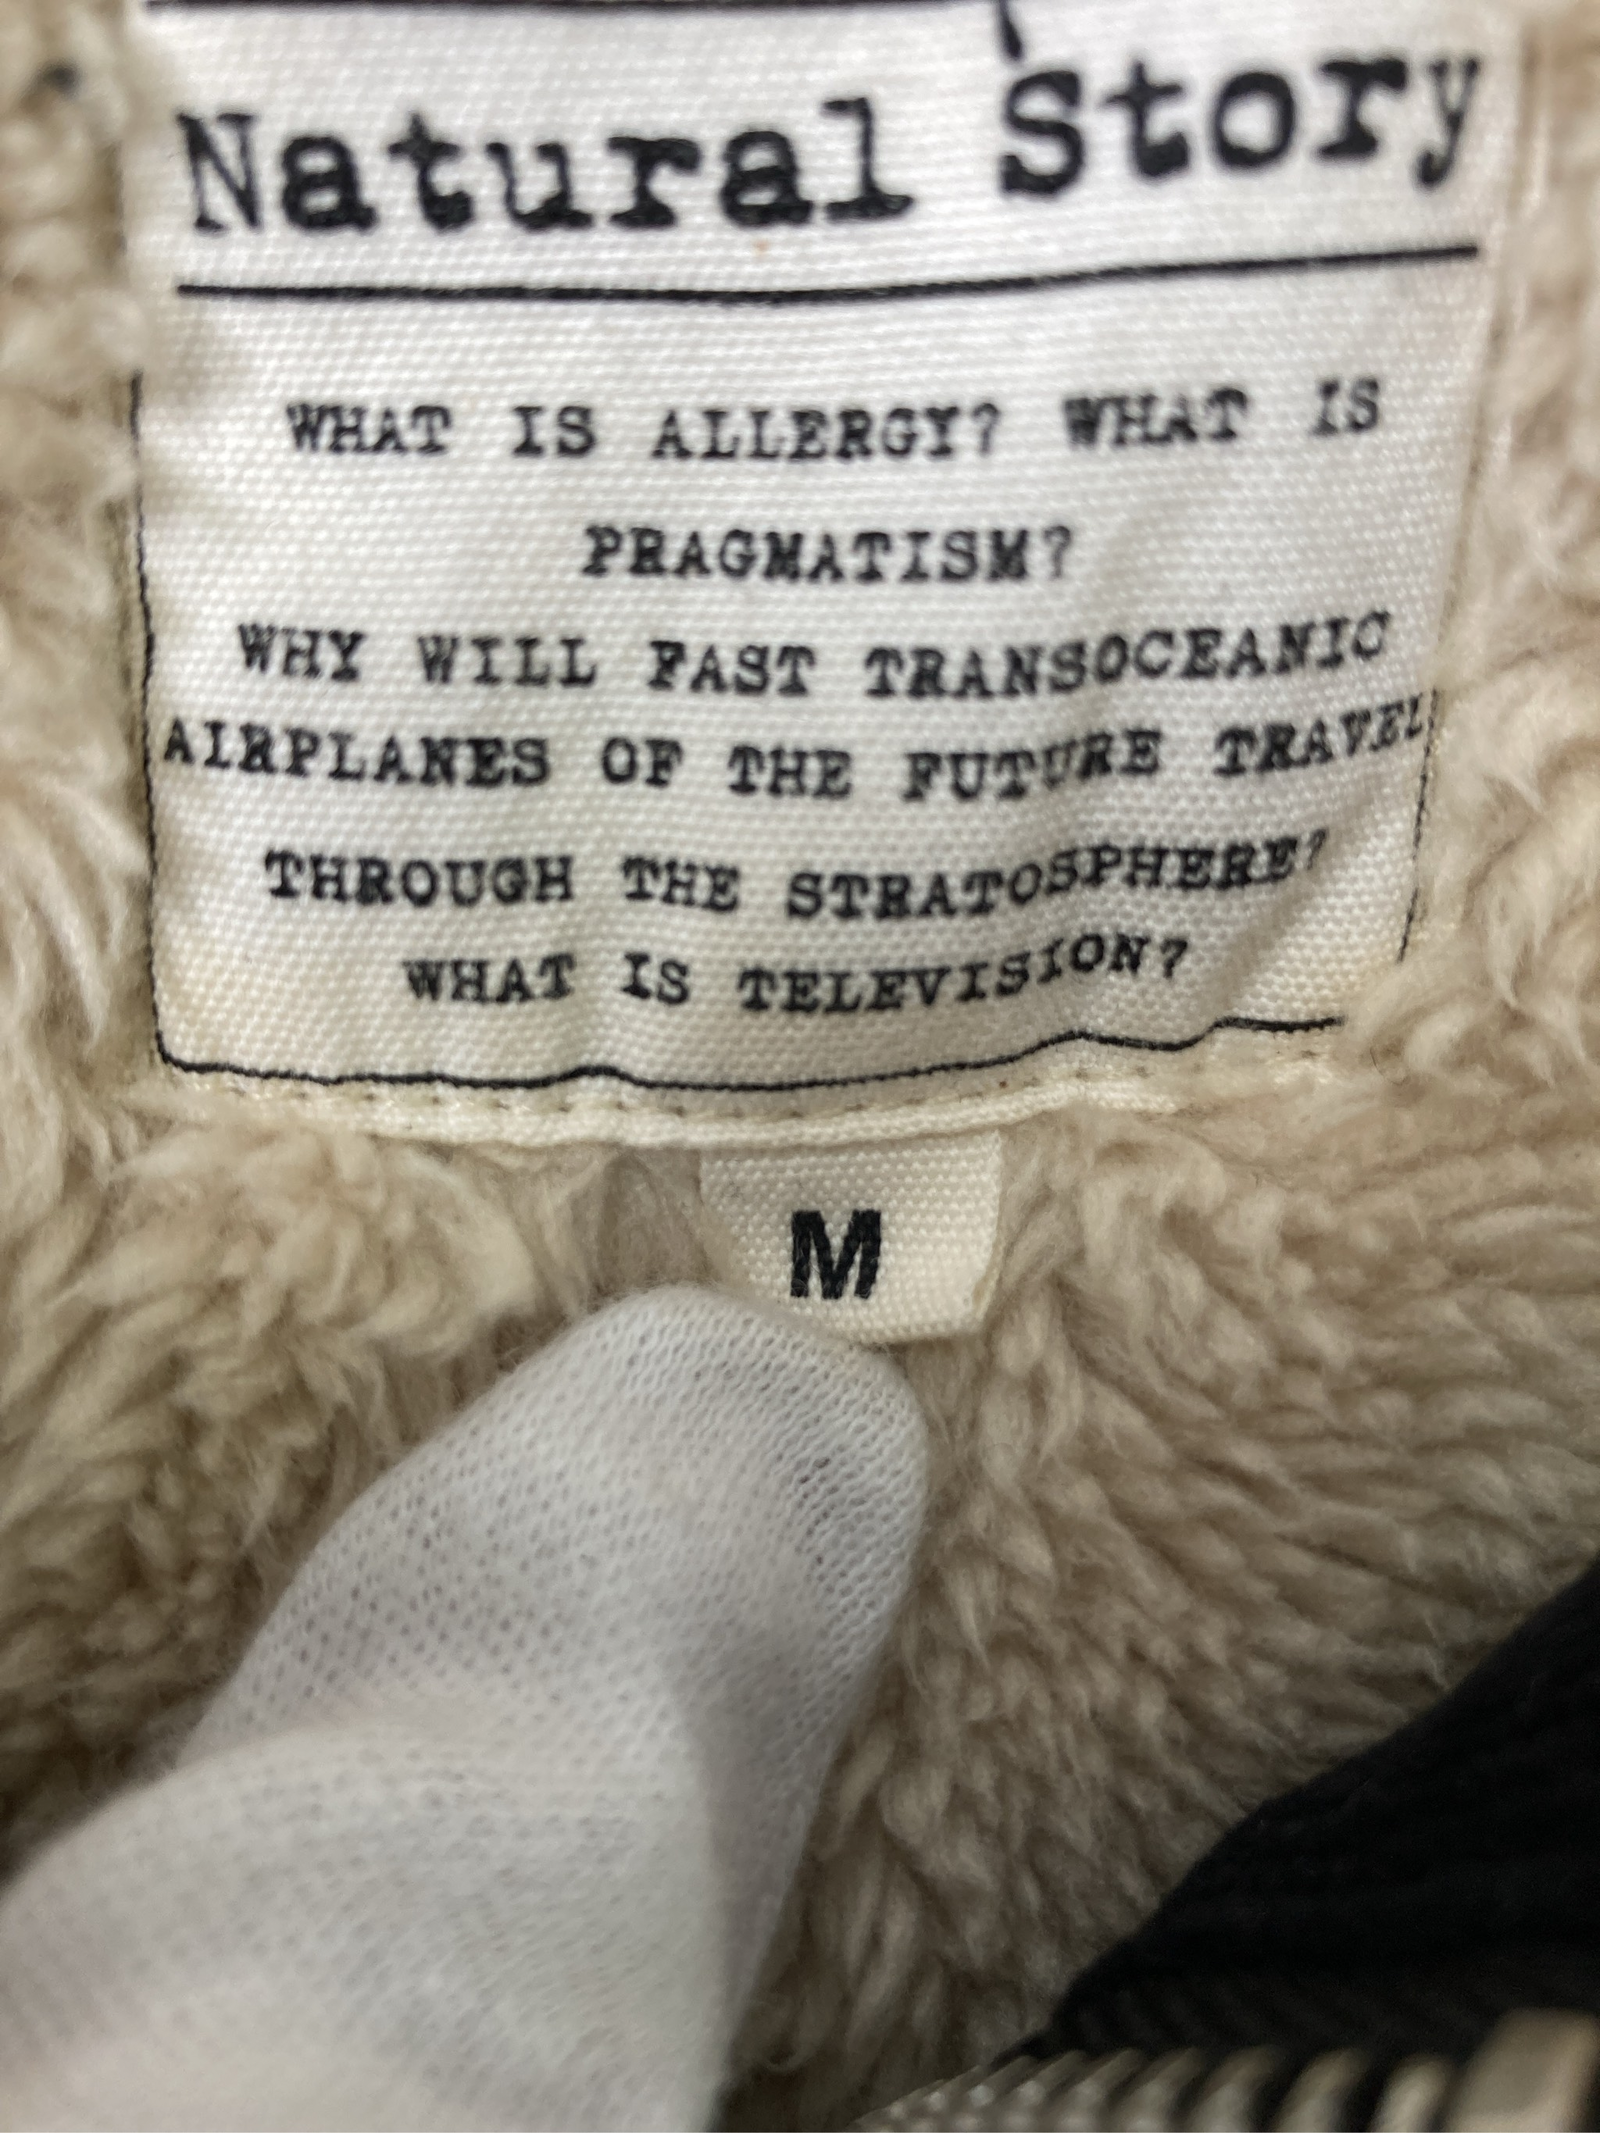 Natural Story
WHAT IS ALLERGY? WHAT IS
PRAGMATISM?
WHY WILL FAST TRANSOCEANIC
AIRPLANES OF THE FUTURE TRAVEL
THROUGH THE STRATOSPHERE?
WHAT IS TELEVISION?
M